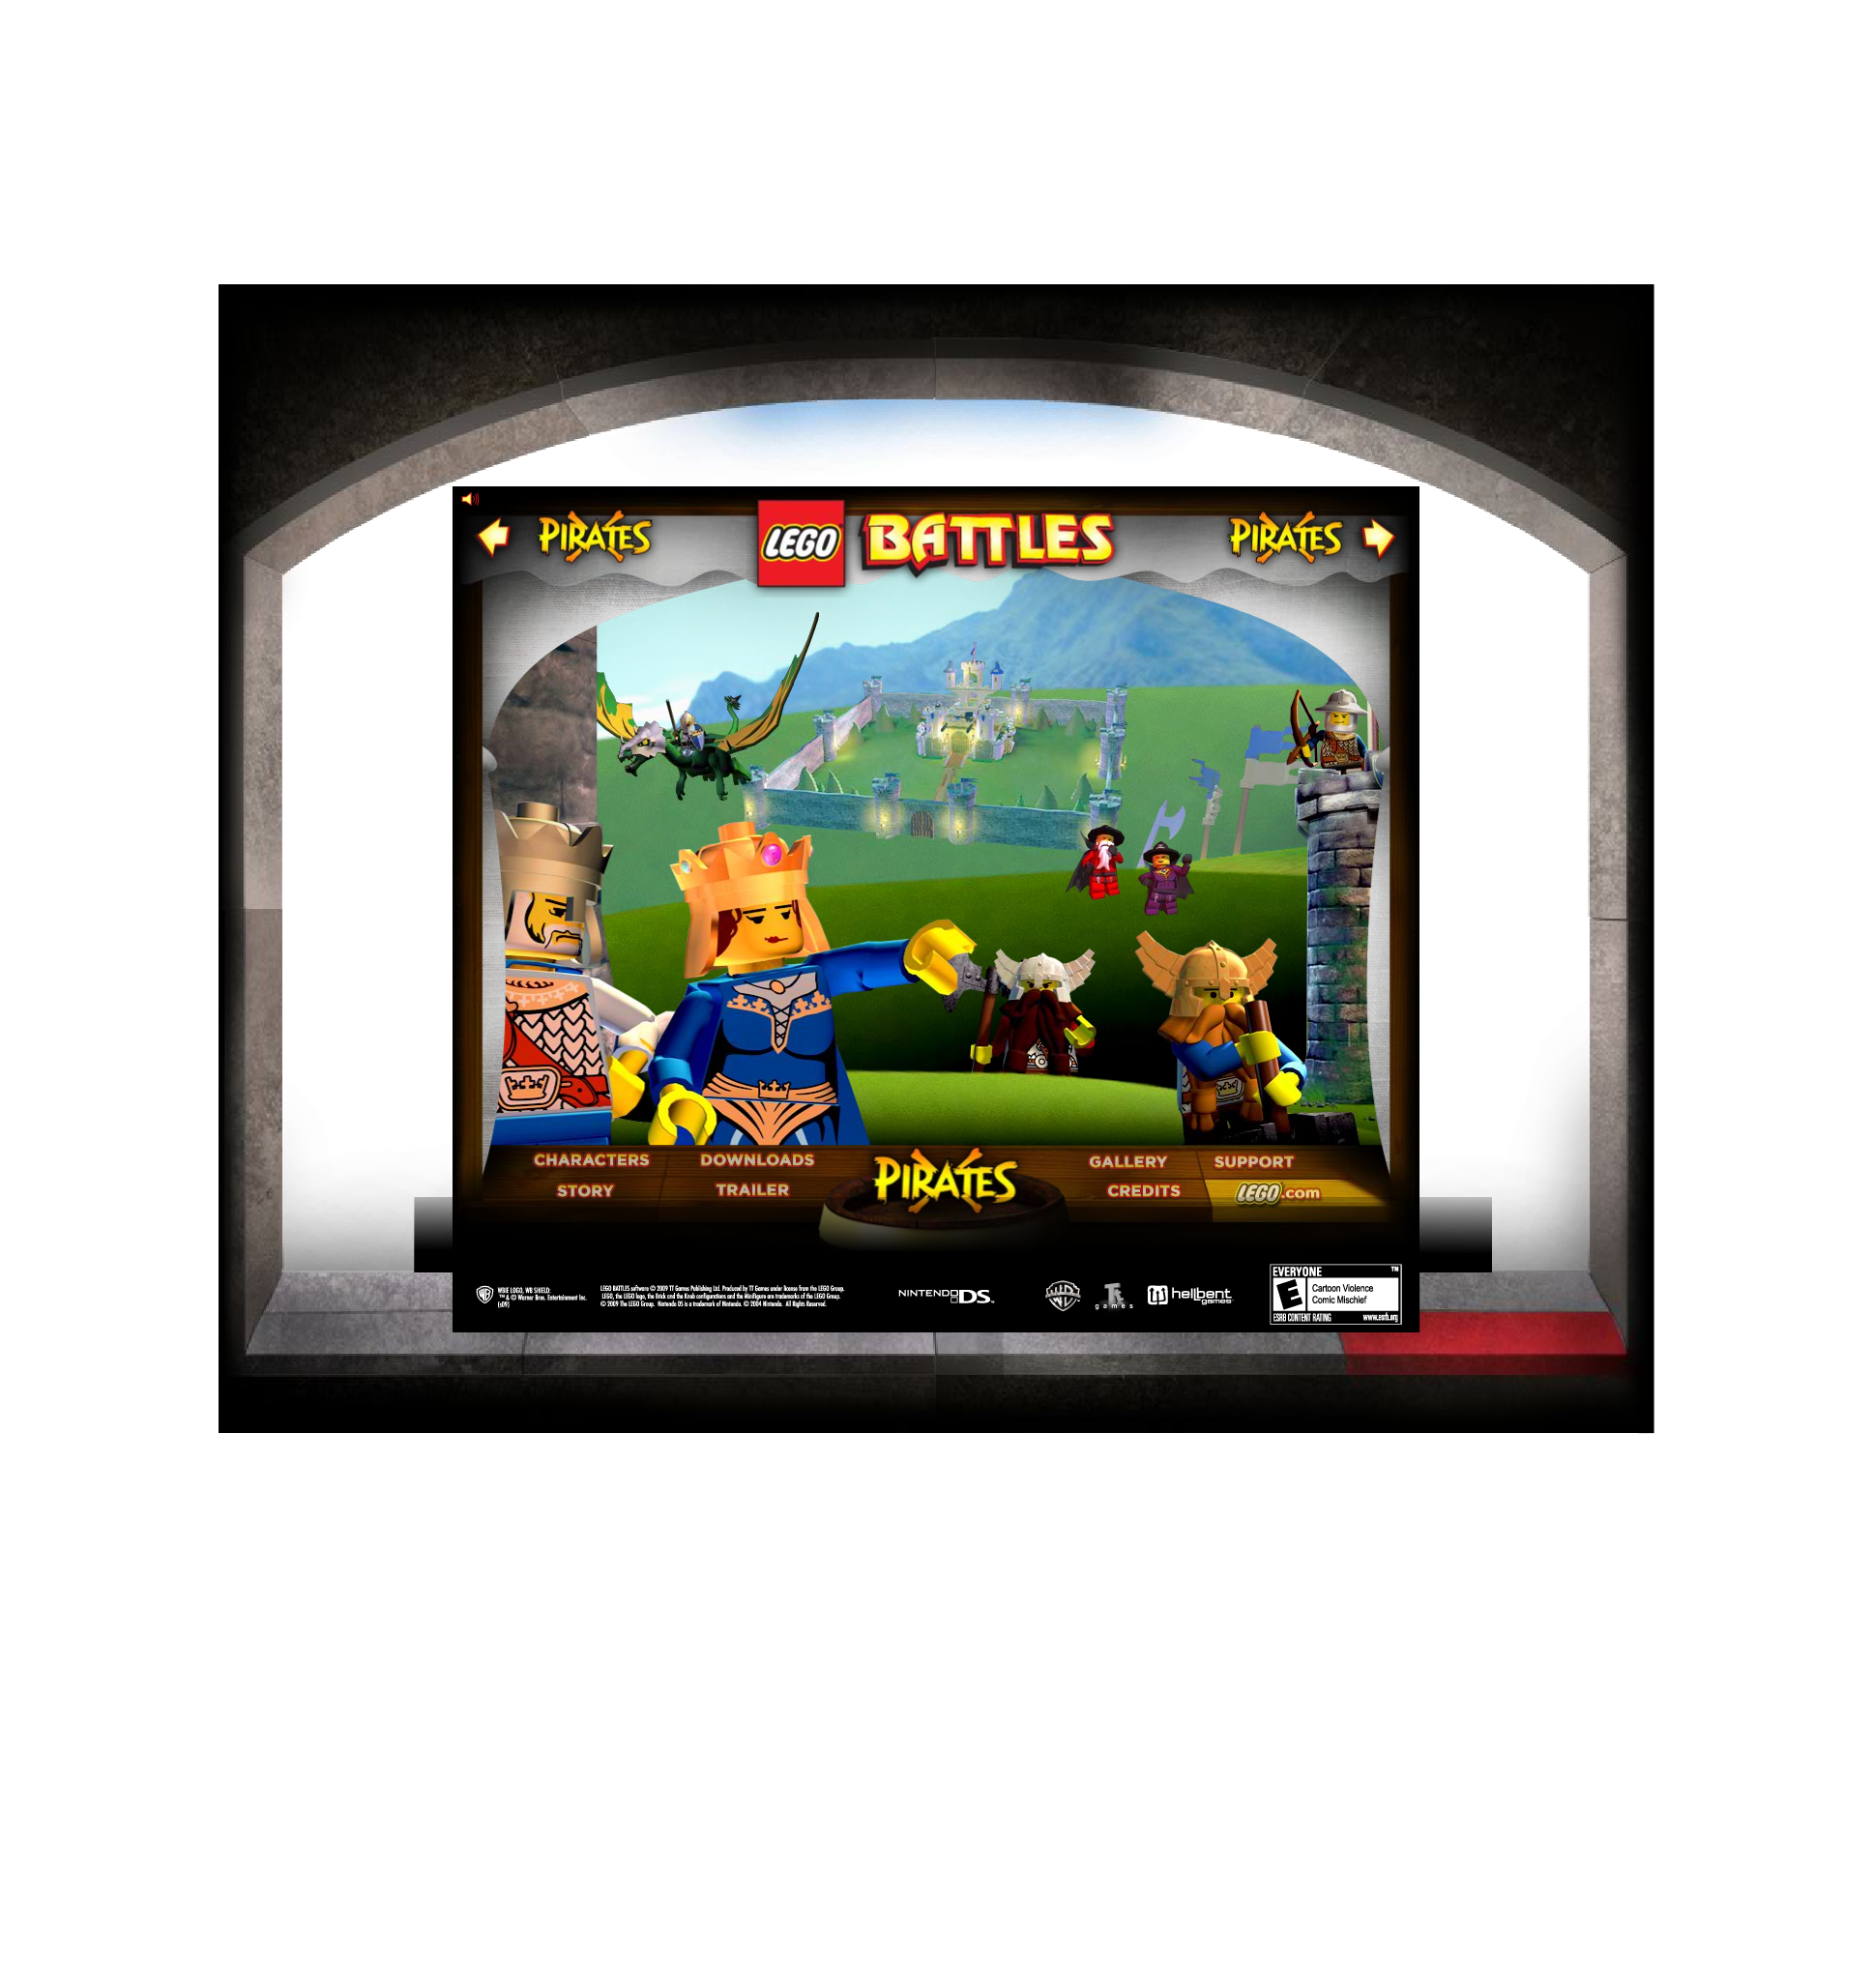 PIRATES
LEGO BATTLES
PIRATES
CHARACTERS
DOWNLOADS
PIRATES
GALLERY
SUPPORT
STORY
TRAILER
CREDITS
LEGO.com
WBIE LOGO, WB SHIELD:
™ & © Warner Bros. Entertainment Inc.
(s09)
LEGO BATTLES software © 2009 TT Games Publishing Ltd. Produced by TT Games under license from the LEGO Group.
LEGO, the LEGO logo, the Brick and the Knob configurations and the Minifigure are trademarks of the LEGO Group.
© 2009 The LEGO Group. Nintendo DS is a trademark of Nintendo. © 2004 Nintendo. All Rights Reserved.
NINTENDO DS™
WB
games
hellbent
games
EVERYONE ™
E
Cartoon Violence
Comic Mischief
ESRB CONTENT RATING www.esrb.org